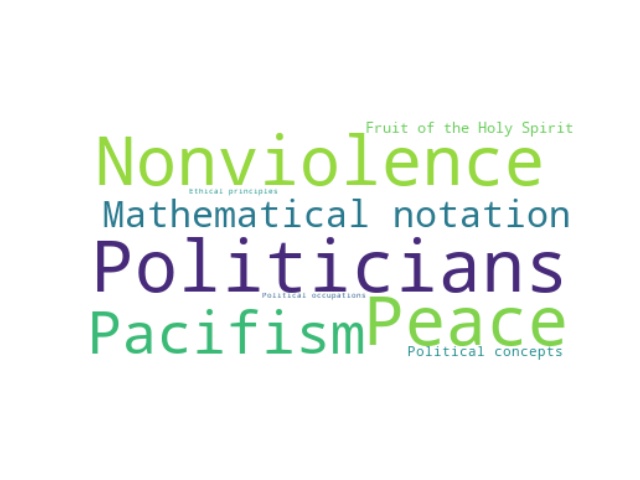 Fruit of the Holy Spirit
Nonviolence
Ethical principles
Mathematical notation
Politicians
Political occupations
Pacifism
Peace
Political concepts